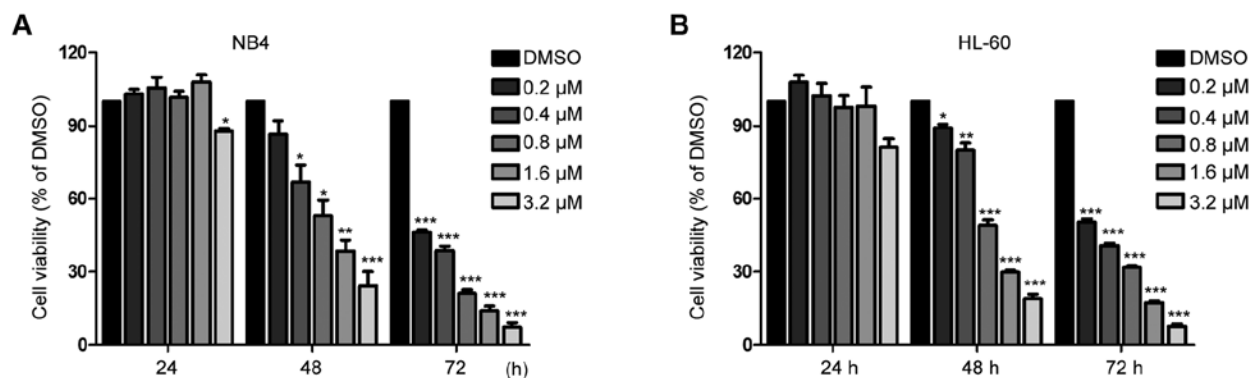 A
NB4
Cell viability (% of DMSO)
120
90
60
30
0
*
*
*
**
***
***
***
***
***
***
24
48
72
(h)
DMSO
0.2 µM
0.4 µM
0.8 µM
1.6 µM
3.2 µM
B
HL-60
Cell viability (% of DMSO)
120
90
60
30
0
*
**
***
***
***
***
***
***
***
***
24 h
48 h
72 h
DMSO
0.2 µM
0.4 µM
0.8 µM
1.6 µM
3.2 µM